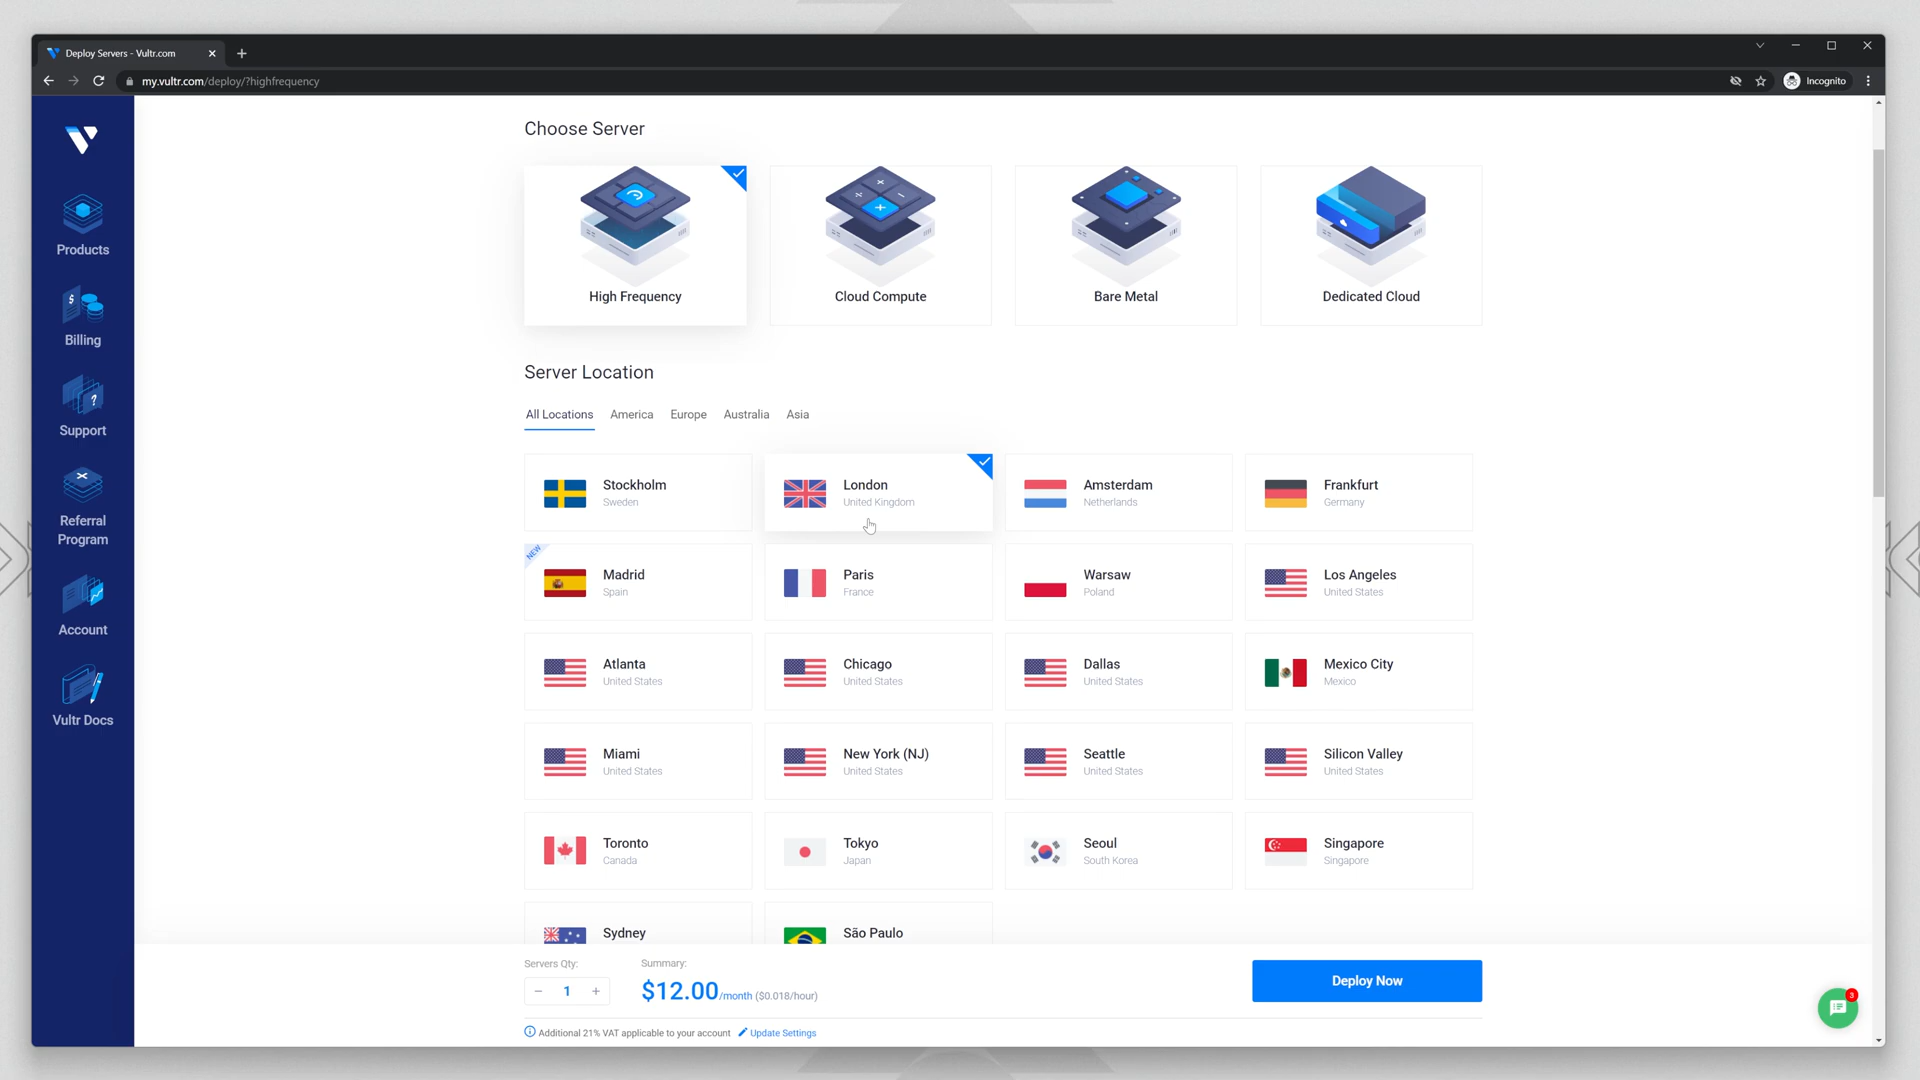 Deploy Servers - Vultr.com
my.vultr.com/deploy/?highfrequency
Incognito
Products
Billing
Support
Referral
Program
Account
Vultr Docs
Choose Server
High Frequency
Cloud Compute
Bare Metal
Dedicated Cloud
Server Location
All Locations
America
Europe
Australia
Asia
Stockholm
Sweden
London
United Kingdom
Amsterdam
Netherlands
Frankfurt
Germany
NEW
Madrid
Spain
Paris
France
Warsaw
Poland
Los Angeles
United States
Atlanta
United States
Chicago
United States
Dallas
United States
Mexico City
Mexico
Miami
United States
New York (NJ)
United States
Seattle
United States
Silicon Valley
United States
Toronto
Canada
Tokyo
Japan
Seoul
South Korea
Singapore
Singapore
Sydney
São Paulo
Servers Qty:
1
Summary:
$12.00/month ($0.018/hour)
Deploy Now
Additional 21% VAT applicable to your account
Update Settings
3